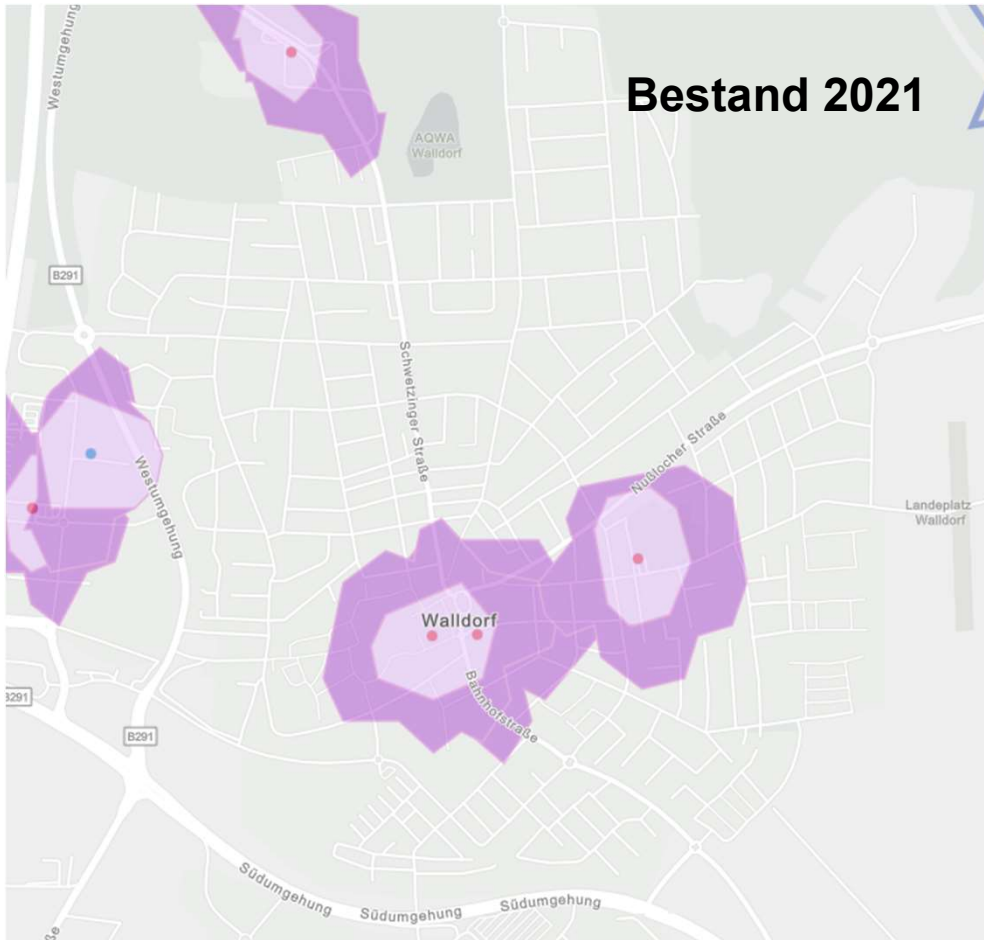 Westumgehung
Bestand 2021
AQWA
Walldorf
B291
Schwetzinger Straße
Nußlocher Straße
Westumgehung
Landeplatz
Walldorf
Walldorf
Bahnhofstraße
B291
Südumgehung
Südumgehung
Südumgehung